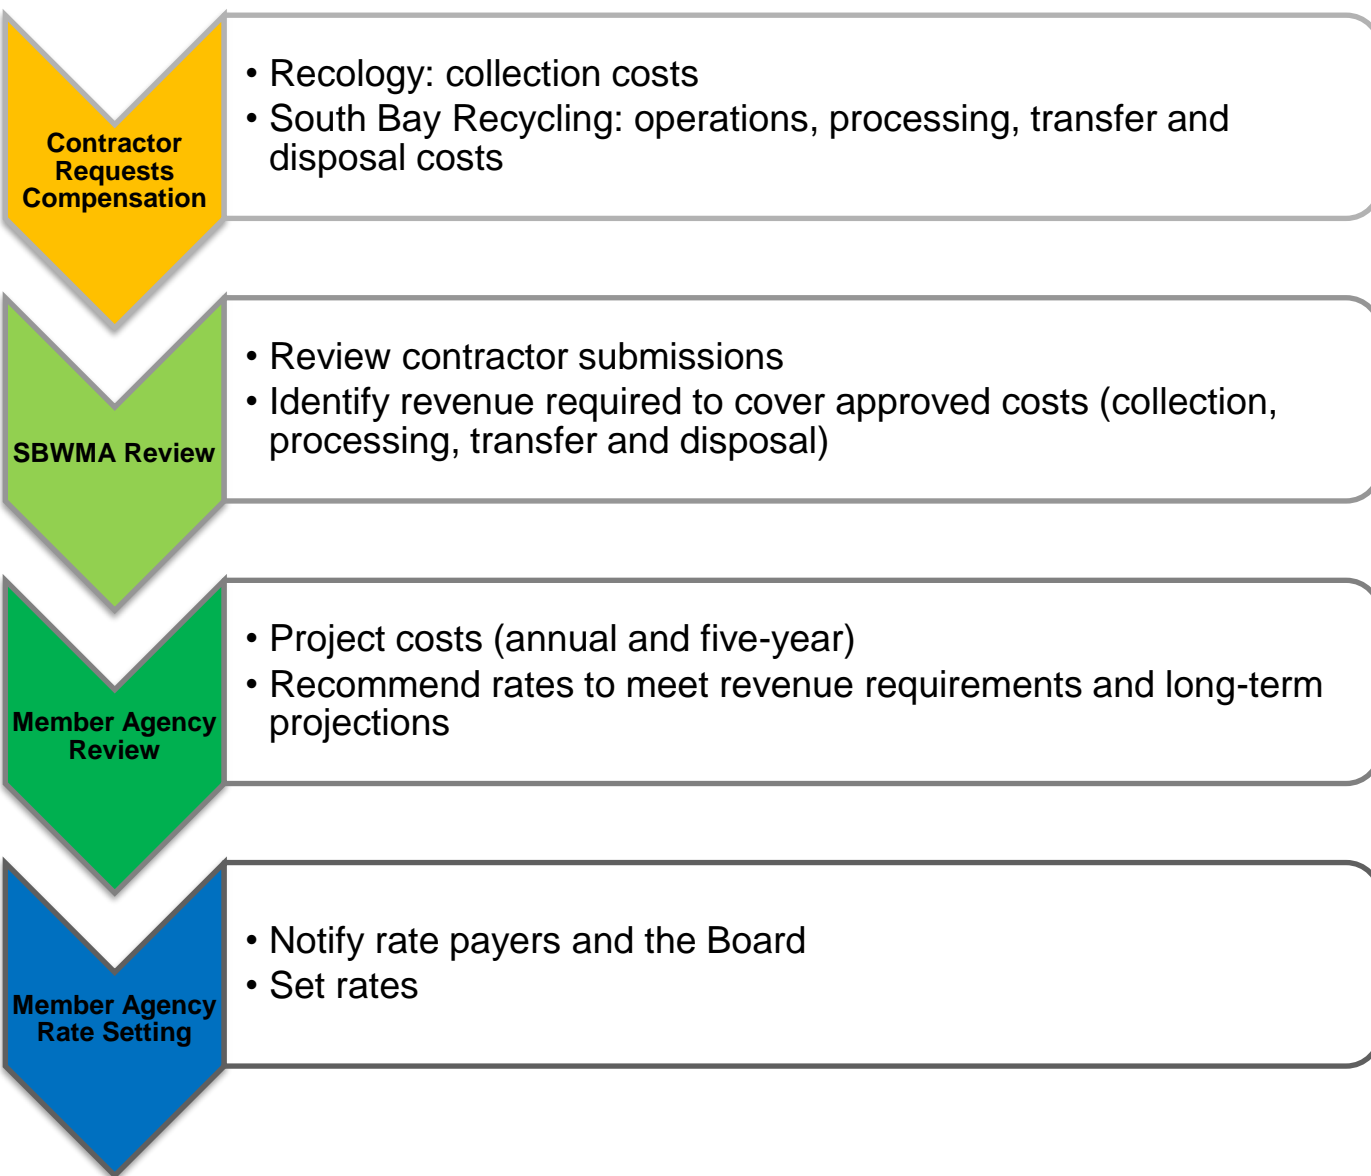 Contractor
Requests
Compensation
• Recology: collection costs
• South Bay Recycling: operations, processing, transfer and
disposal costs
SBWMA Review
• Review contractor submissions
• Identify revenue required to cover approved costs (collection,
processing, transfer and disposal)
Member Agency
Review
• Project costs (annual and five-year)
• Recommend rates to meet revenue requirements and long-term
projections
Member Agency
Rate Setting
• Notify rate payers and the Board
• Set rates